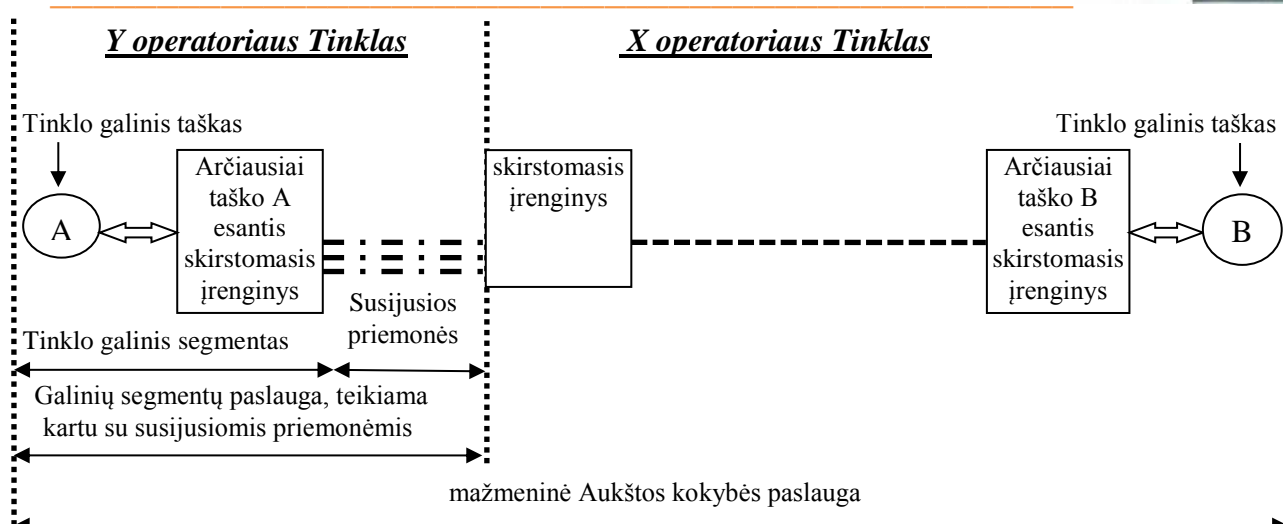 Y operatoriaus Tinklas
X operatoriaus Tinklas
Tinklo galinis taškas
Tinklo galinis taškas
A
Arčiausiai
taško A
esantis
skirstomasis
įrenginys
skirstomasis
įrenginys
Arčiausiai
taško B
esantis
skirstomasis
įrenginys
B
Susijusios
priemonės
Tinklo galinis segmentas
Galinių segmentų paslauga, teikiama
kartu su susijusiomis priemonėmis
mažmeninė Aukštos kokybės paslauga